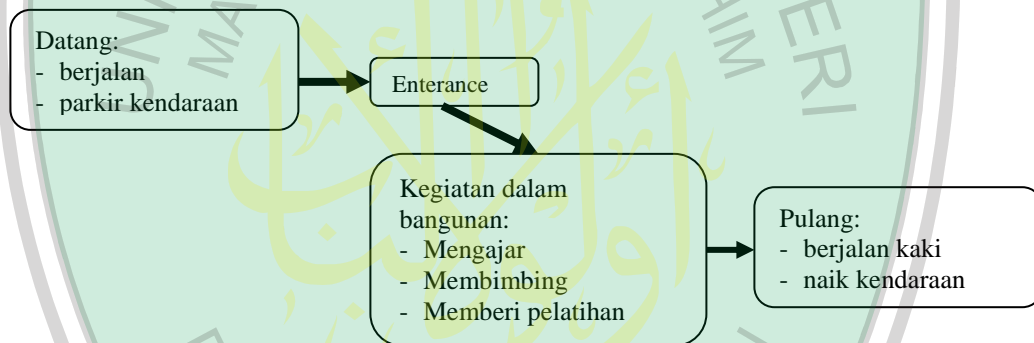 Datang:
- berjalan
- parkir kendaraan
Enterance
Kegiatan dalam
bangunan:
- Mengajar
- Membimbing
- Memberi pelatihan
Pulang:
- berjalan kaki
- naik kendaraan